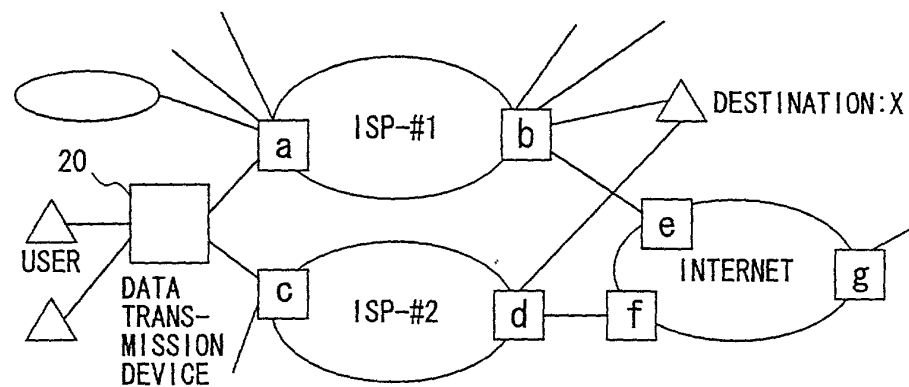 ISP-#1
a
b
DESTINATION:X
20
USER
DATA
TRANS-
MISSION
DEVICE
c
ISP-#2
d
e
INTERNET
f
g